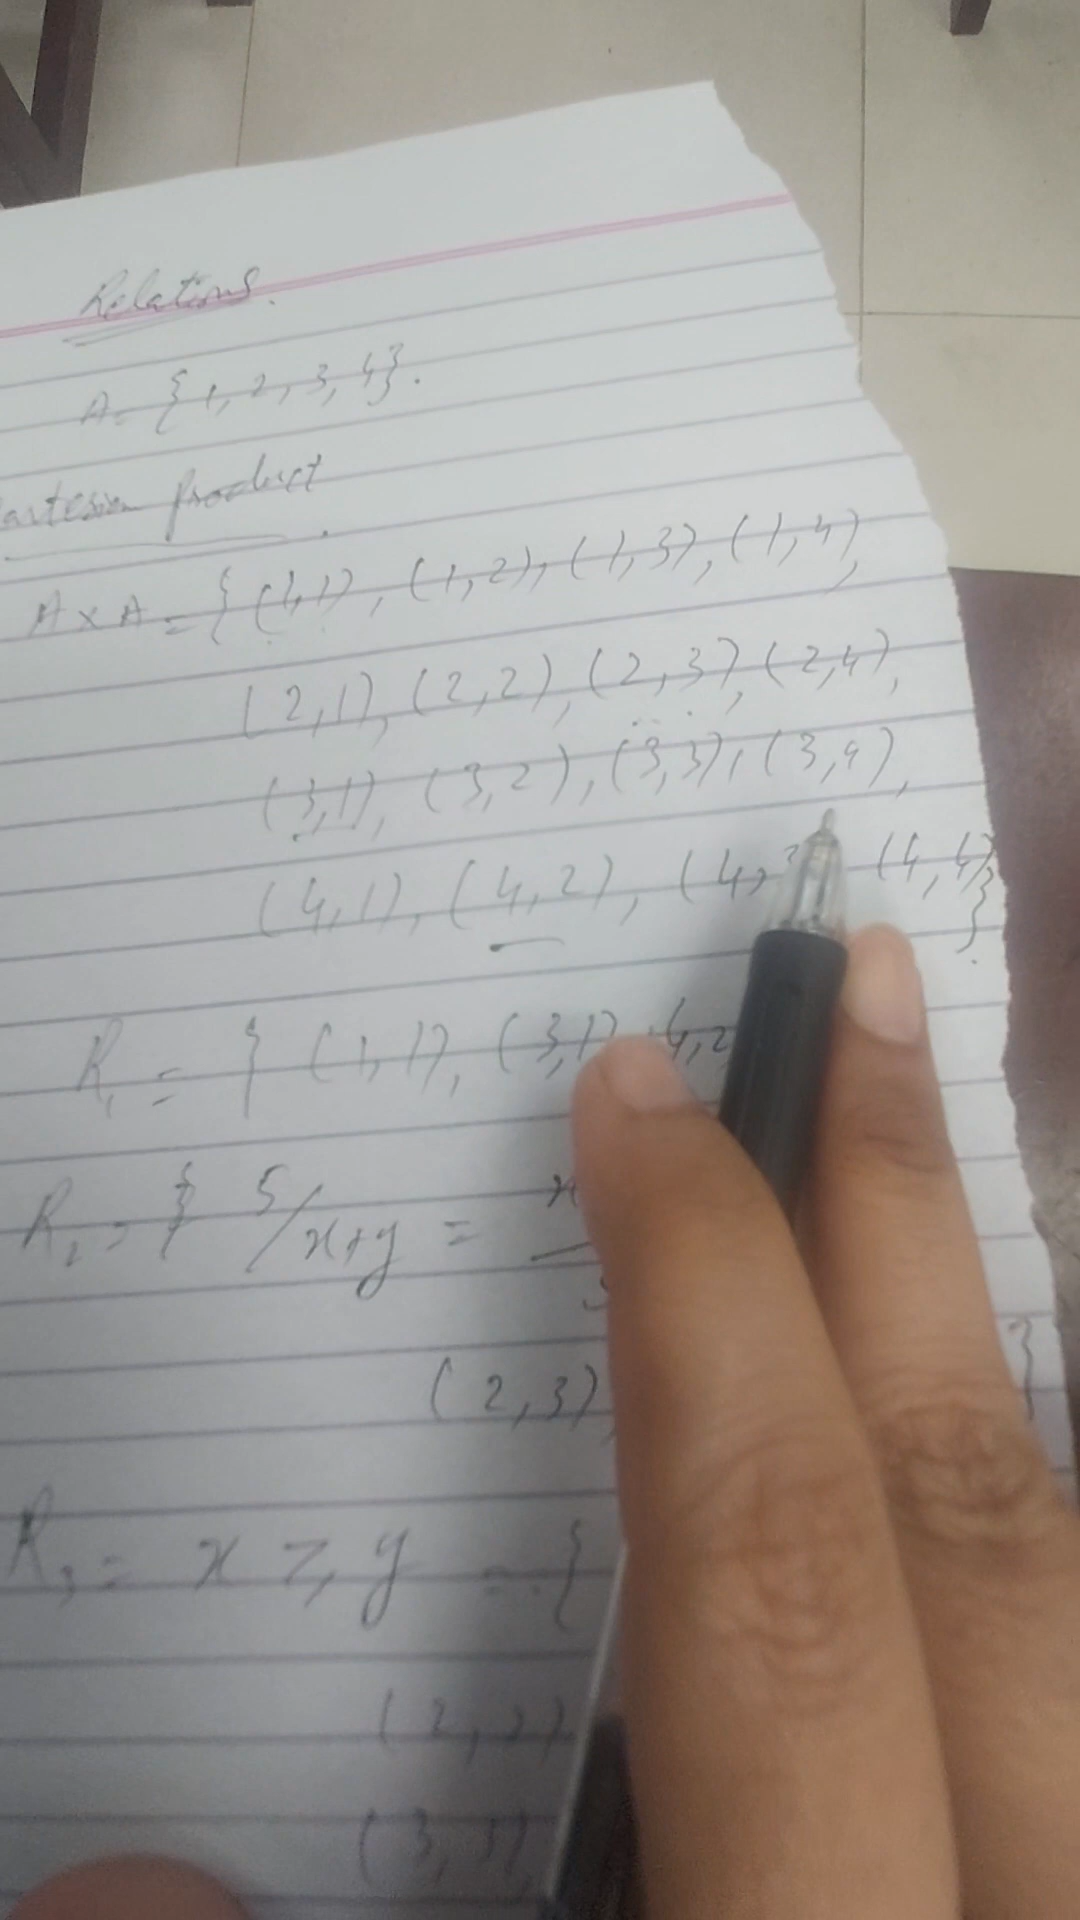 Relations.
A = {1, 2, 3, 4}.
artesian product
A x A = {(1,1), (1,2), (1,3), (1,4),
(2,1), (2,2), (2,3), (2,4),
(3,1), (3,2), (3,3), (3,4),
(4,1), (4,2), (4, (4,4)}.
R1 = { (1,1), (3,1) 4,2
R2 = { 5/x+y =
(2,3), }
R3 = x ≥ y = {
(2,
(3,